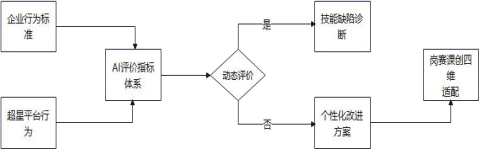 企业行为标
准
超星平台行
为
AI评价指标
体系
动态评价
是
否
技能缺陷诊
断
个性化改进
方案
岗赛课创四
维
适配